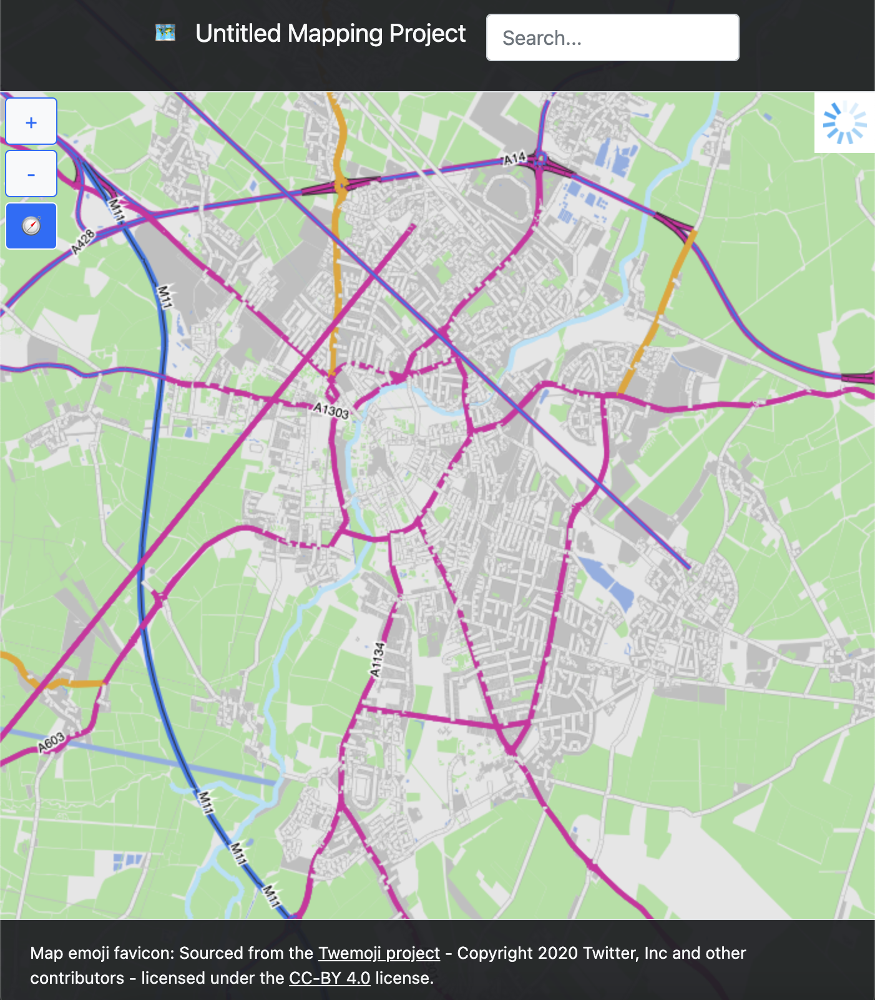 Untitled Mapping Project
Search...
+
-
A14
M11
A428
M11
A1303
A1134
A603
M11
M11
M11
Map emoji favicon: Sourced from the Twemoji project - Copyright 2020 Twitter, Inc and other
contributors - licensed under the CC-BY 4.0 license.